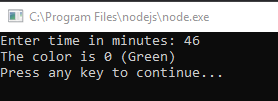 C:\Program Files\nodejs\node.exe
Enter time in minutes: 46
The color is 0 (Green)
Press any key to continue...